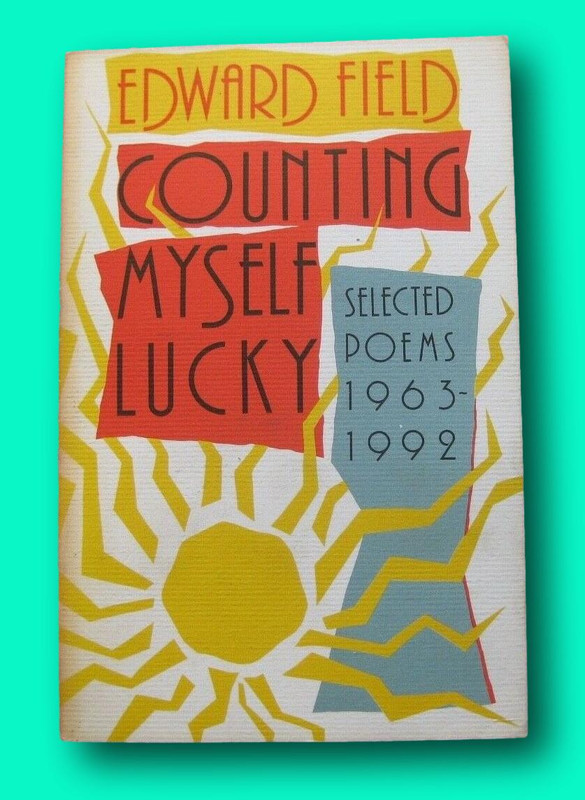 EDWARD FIELD
COUNTING
MYSELF
LUCKY
SELECTED
POEMS
1963-
1992